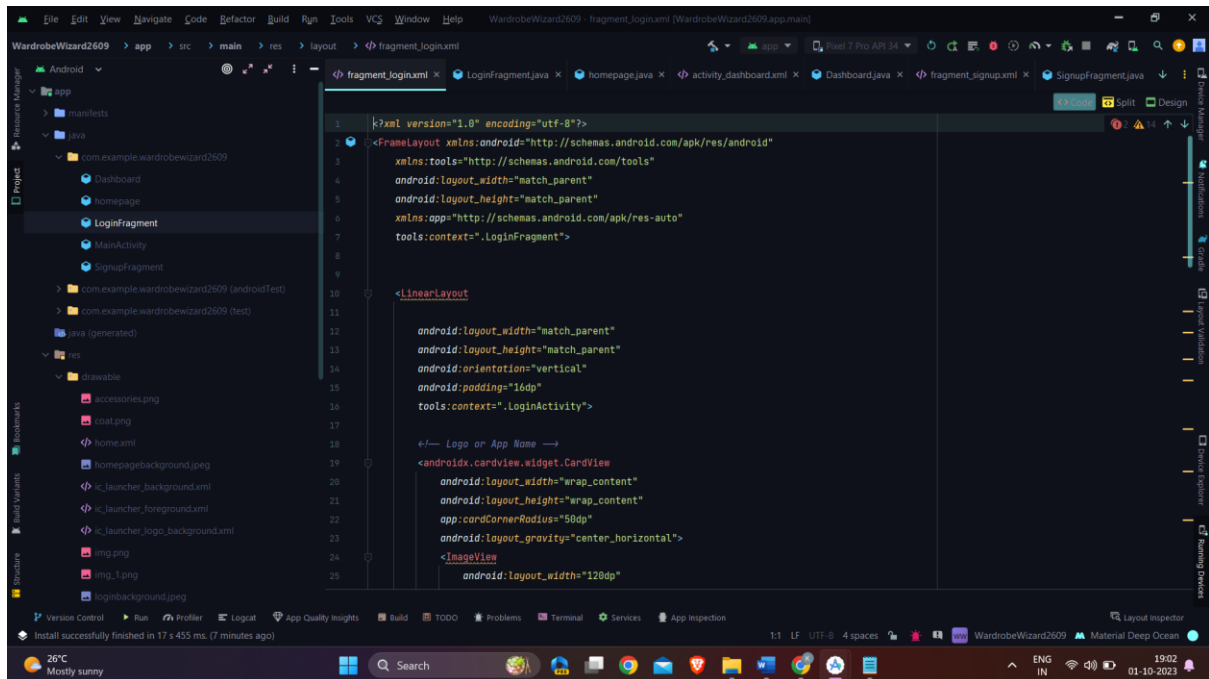 File Edit View Navigate Code Refactor Build Run Tools VCS Window Help WardrobeWizard2609 - fragment_login.xml [WardrobeWizard2609.app.main]
WardrobeWizard2609 > app > src > main > res > layout > fragment_login.xml app Pixel 7 Pro API 34
Android
fragment_login.xml LoginFragment.java homepage.java activity_dashboard.xml Dashboard.java fragment_signup.xml SignupFragment.java
Code Split Design
2 14
Resource Manager
Project
Bookmarks
Build Variants
Structure
app
manifests
java
com.example.wardrobewizard2609
Dashboard
homepage
LoginFragment
MainActivity
SignupFragment
com.example.wardrobewizard2609 (androidTest)
com.example.wardrobewizard2609 (test)
java (generated)
res
drawable
accessories.png
coat.png
home.xml
homepagebackground.jpeg
ic_launcher_background.xml
ic_launcher_foreground.xml
ic_launcher_logo_background.xml
img.png
img_1.png
loginbackground.jpeg
1 <?xml version="1.0" encoding="utf-8"?>
2 <FrameLayout xmlns:android="http://schemas.android.com/apk/res/android"
3 xmlns:tools="http://schemas.android.com/tools"
4 android:layout_width="match_parent"
5 android:layout_height="match_parent"
6 xmlns:app="http://schemas.android.com/apk/res-auto"
7 tools:context=".LoginFragment">
8
9
10 <LinearLayout
11
12 android:layout_width="match_parent"
13 android:layout_height="match_parent"
14 android:orientation="vertical"
15 android:padding="16dp"
16 tools:context=".LoginActivity">
17
18 <!-- Logo or App Name -->
19 <androidx.cardview.widget.CardView
20 android:layout_width="wrap_content"
21 android:layout_height="wrap_content"
22 app:cardCornerRadius="50dp"
23 android:layout_gravity="center_horizontal">
24 <ImageView
25 android:layout_width="120dp"
Device Manager
Notifications
Gradle
Layout Validation
Device Explorer
Running Devices
Version Control Run Profiler Logcat App Quality Insights Build TODO Problems Terminal Services App Inspection Layout Inspector
Install successfully finished in 17 s 455 ms. (7 minutes ago) 1:1 LF UTF-8 4 spaces WW WardrobeWizard2609 Material Deep Ocean
26°C
Mostly sunny
Search
ENG
IN
19:02
01-10-2023